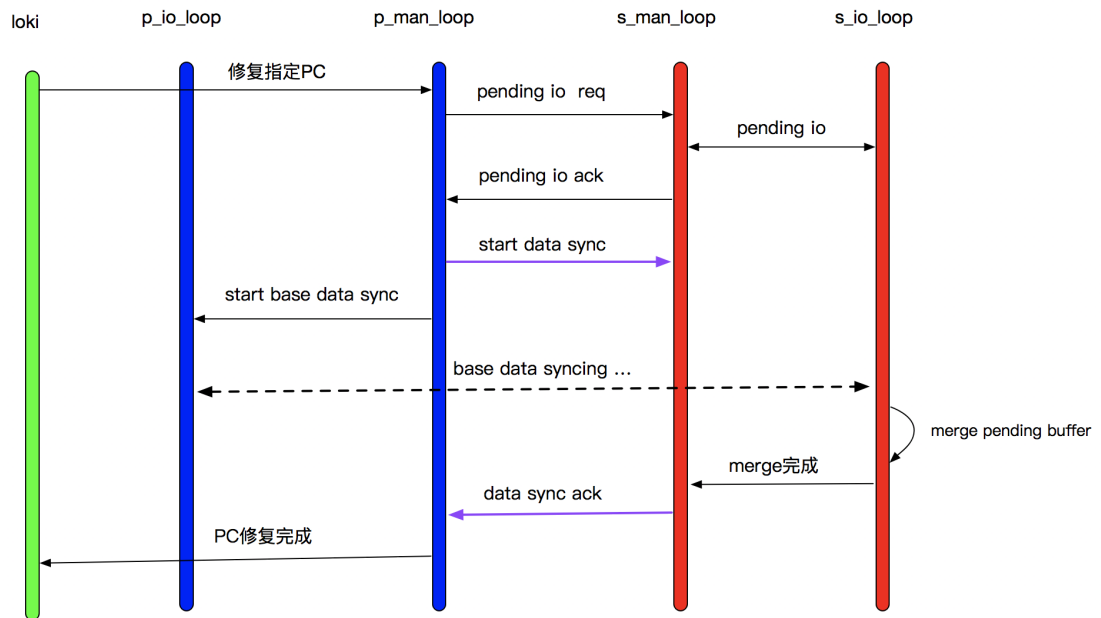 loki
p_io_loop
p_man_loop
s_man_loop
s_io_loop
修复指定PC
pending io req
pending io
pending io ack
start data sync
start base data sync
base data syncing ...
merge pending buffer
merge完成
data sync ack
PC修复完成